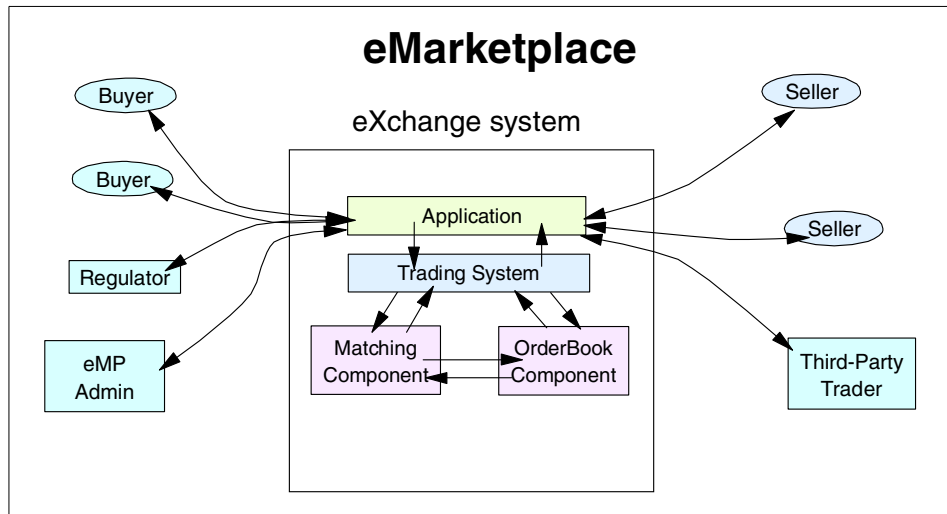 eMarketplace
Buyer
Seller
eXchange system
Buyer
Application
Seller
Regulator
Trading System
eMP
Admin
Matching
Component
OrderBook
Component
Third-Party
Trader